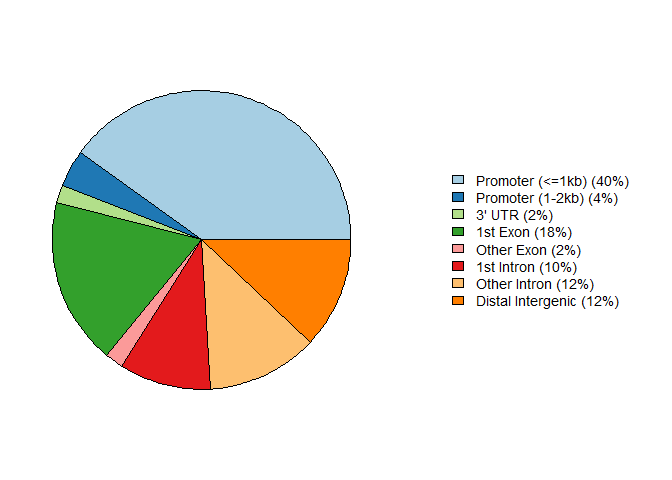 Promoter (<=1kb) (40%)
Promoter (1-2kb) (4%)
3' UTR (2%)
1st Exon (18%)
Other Exon (2%)
1st Intron (10%)
Other Intron (12%)
Distal Intergenic (12%)